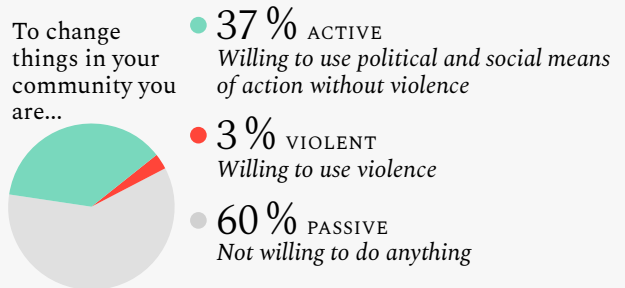 To change
things in your
community you
are...
37 % ACTIVE
Willing to use political and social means
of action without violence
3 % VIOLENT
Willing to use violence
60 % PASSIVE
Not willing to do anything